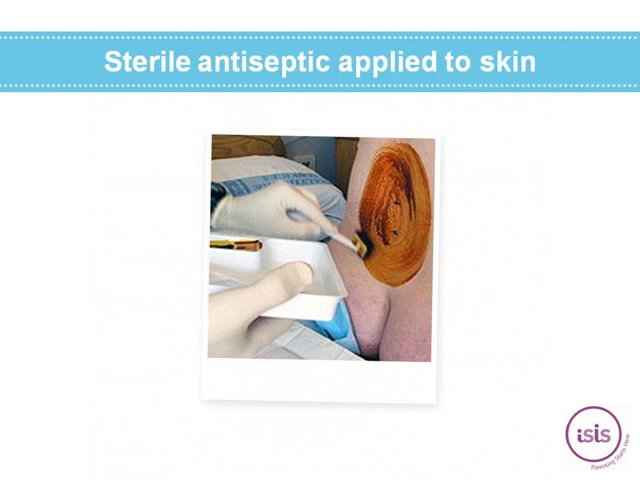 Sterile antiseptic applied to skin
isis
Parenting Starts Here.